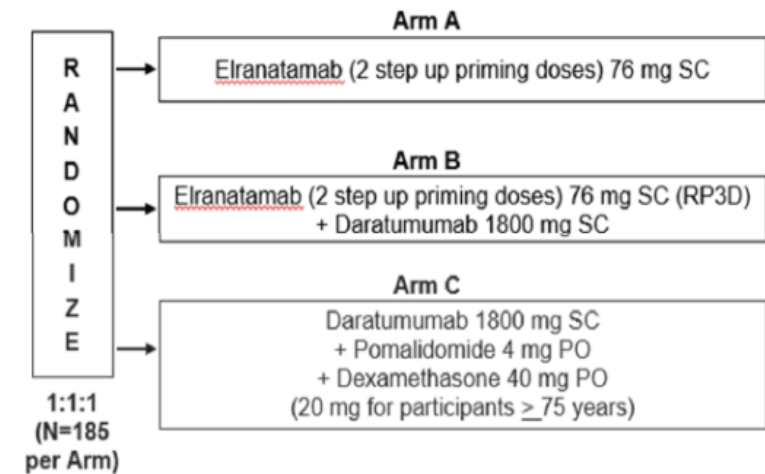 Arm A
RANDOMIZE
Elranatamab (2 step up priming doses) 76 mg SC
Arm B
Elranatamab (2 step up priming doses) 76 mg SC (RP3D)
+ Daratumumab 1800 mg SC
Arm C
Daratumumab 1800 mg SC
+ Pomalidomide 4 mg PO
+ Dexamethasone 40 mg PO
(20 mg for participants ≥ 75 years)
1:1:1
(N=185
per Arm)